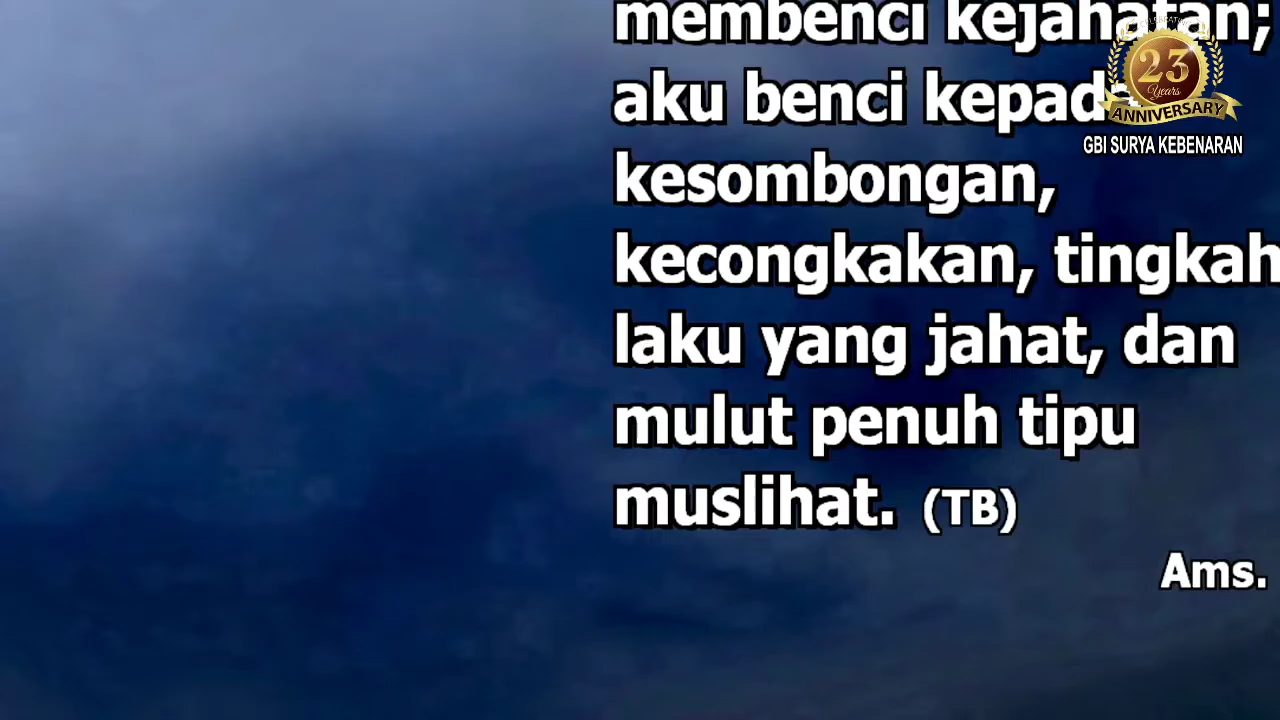 membenci kejahatan;
aku benci kepada
kesombongan,
kecongkakan, tingkah
laku yang jahat, dan
mulut penuh tipu
muslihat. (TB)
Ams.
CELEBRATING
23
Years
ANNIVERSARY
GBI SURYA KEBENARAN